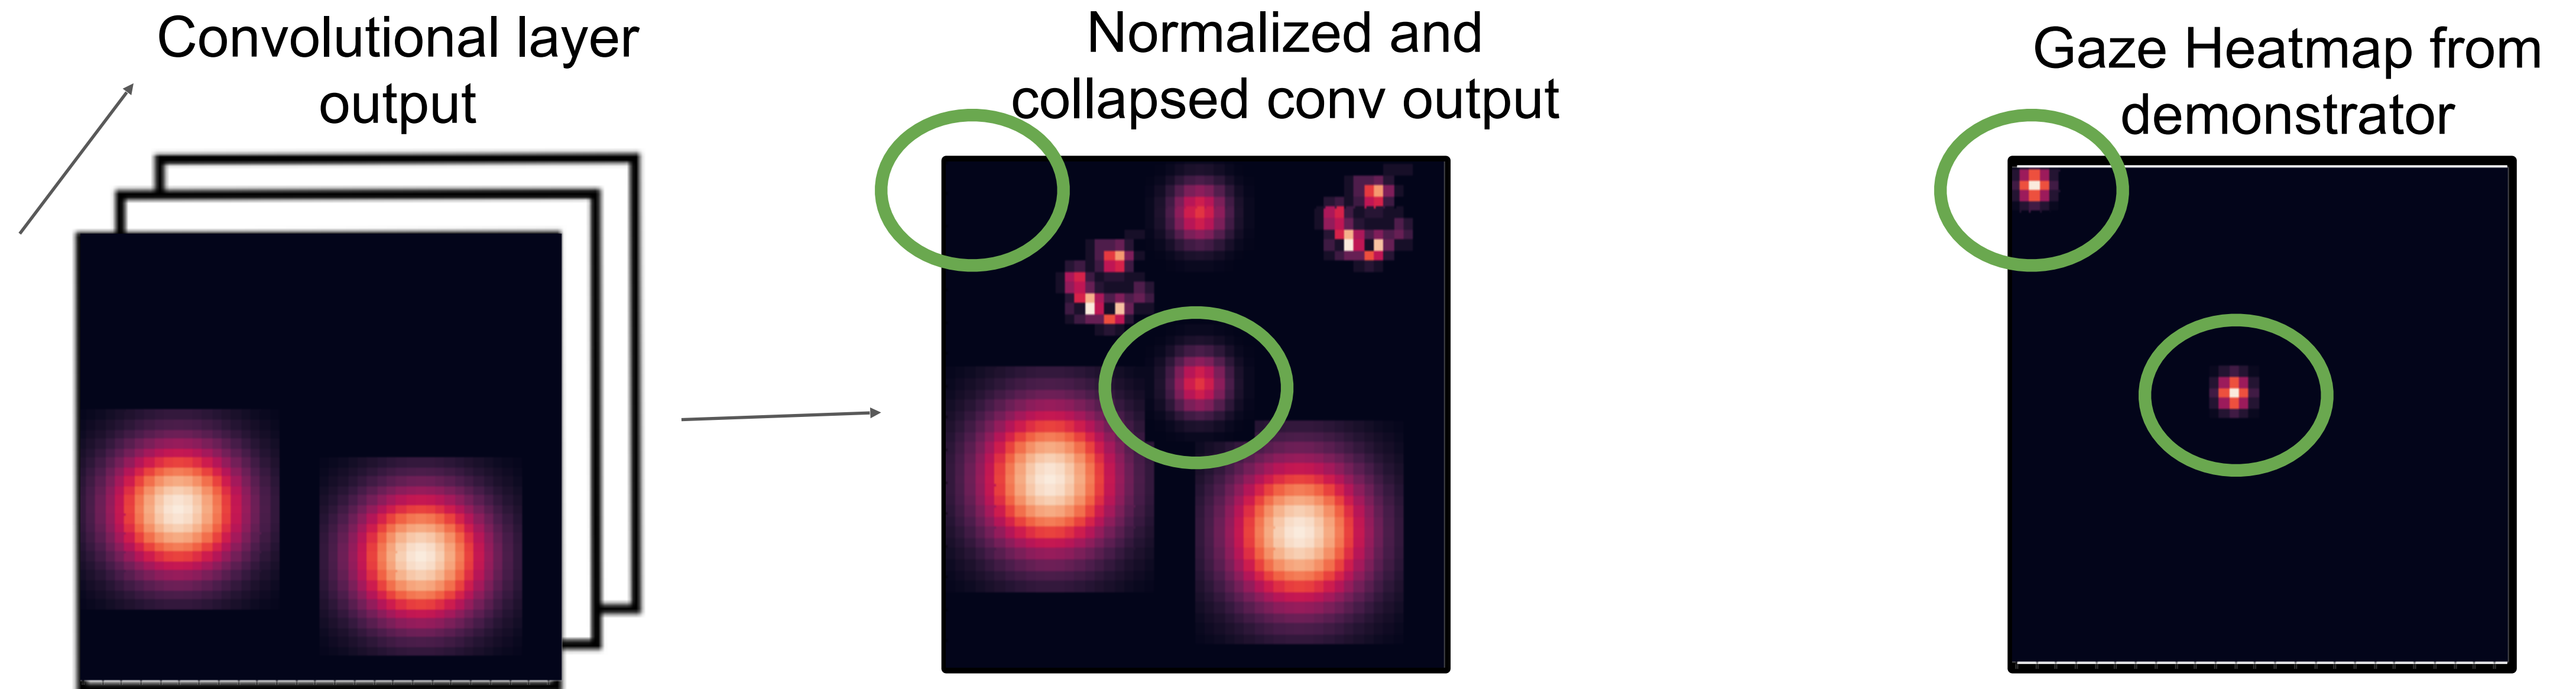 Convolutional layer
output
Normalized and
collapsed conv output
Gaze Heatmap from
demonstrator